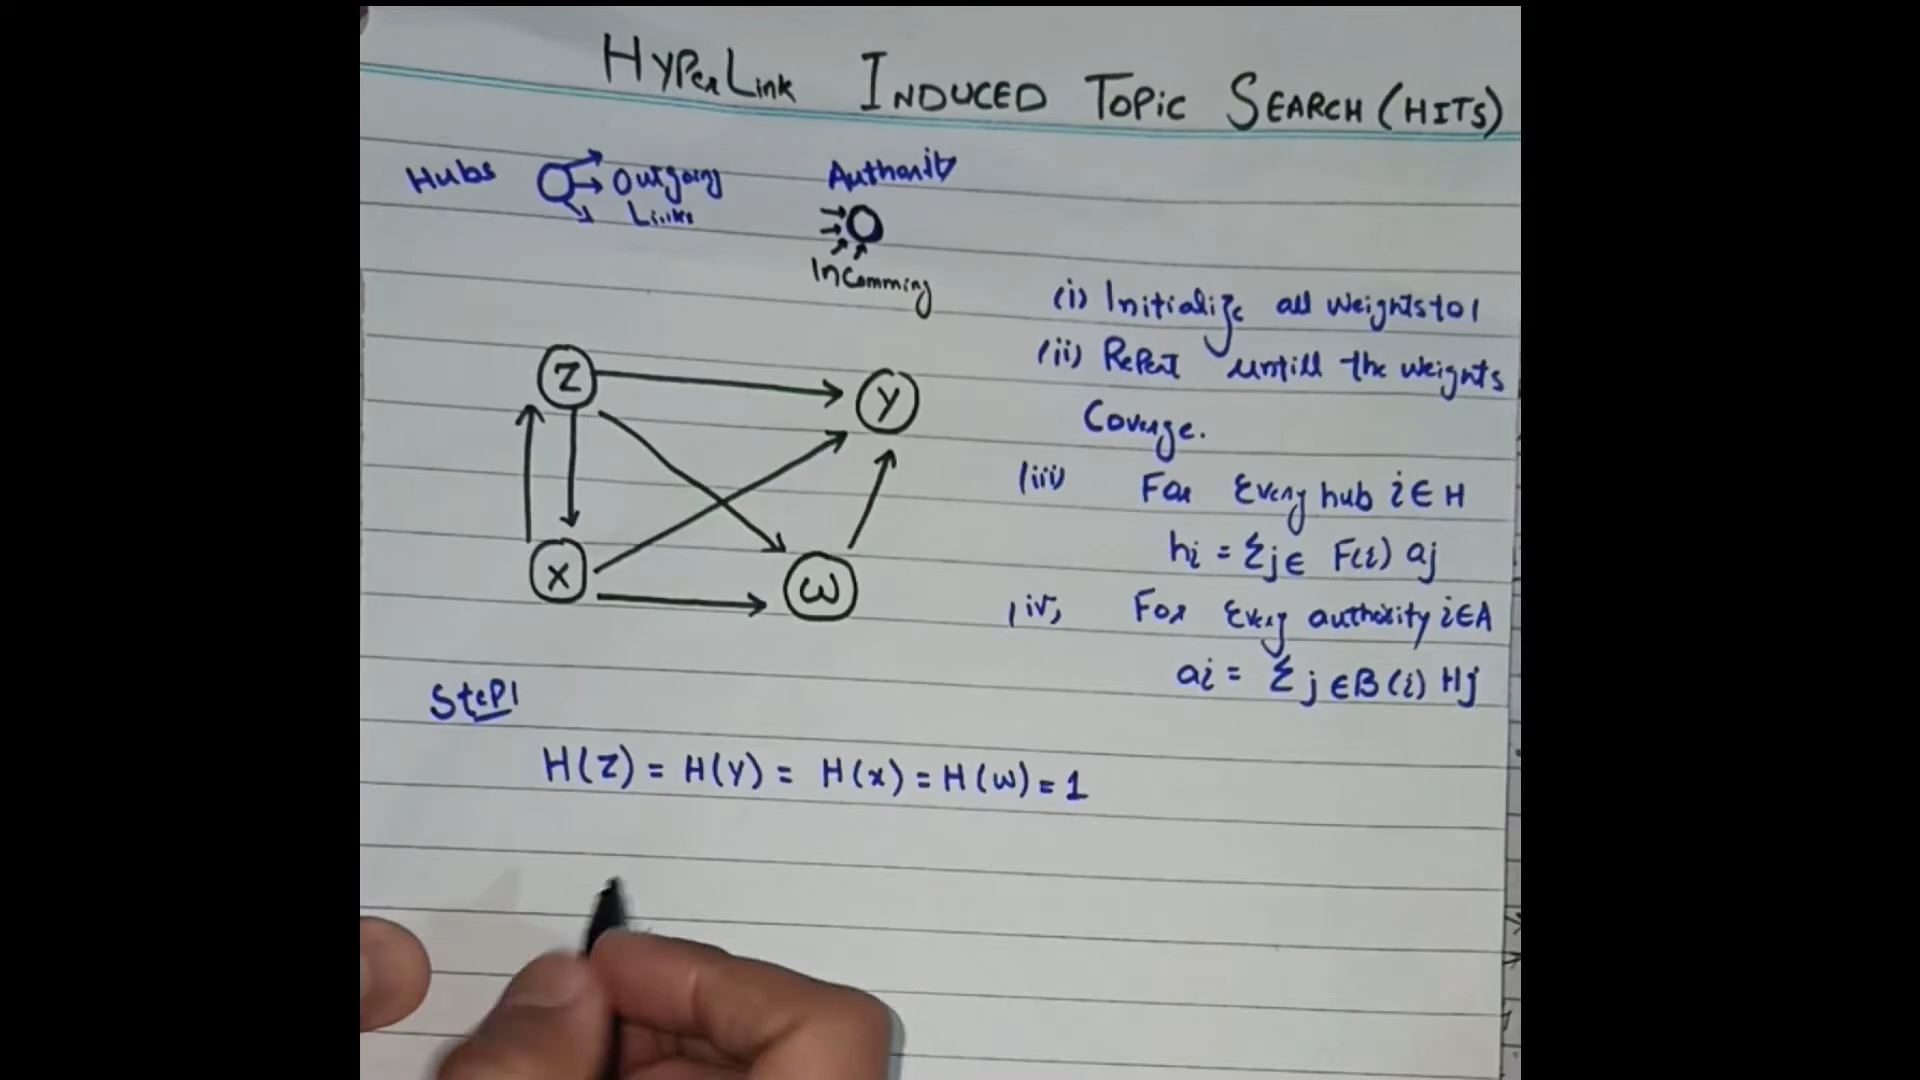 HYPerLink INDUCED TOPic SEARCH (HITS)
Hubs Outgoing Links
Authority
Incomming
(i) Initialize all weights to 1
(ii) Repeat untill the weights
Coverge.
(iii) For Every hub i∈H
hi = Σj∈ F(i) aj
(iv) For Every authority i∈A
ai = Σ j∈B(i) Hj
Z
Y
X
W
Step1
H(Z) = H(Y) = H(x) = H(w) = 1